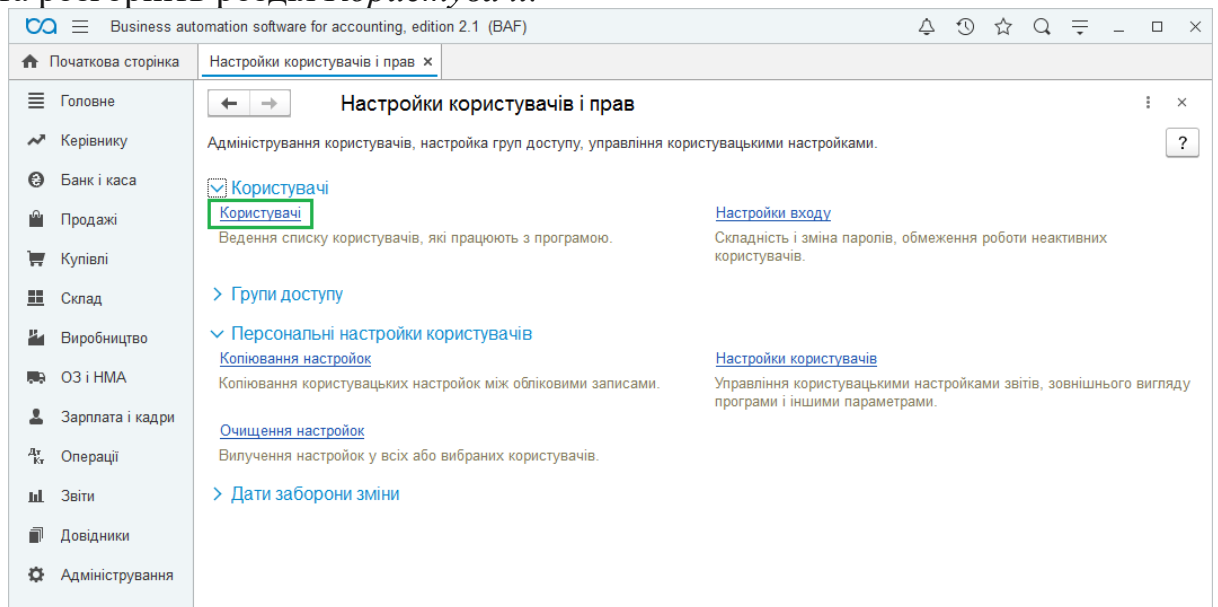 та розгорніть розділ Користувачі.
Business automation software for accounting, edition 2.1 (BAF)
Початкова сторінка
Настройки користувачів і прав ×
Головне
Керівнику
Банк і каса
Продажі
Купівлі
Склад
Виробництво
ОЗ і НМА
Зарплата і кадри
Операції
Звіти
Довідники
Адміністрування
Настройки користувачів і прав
Адміністрування користувачів, настройка груп доступу, управління користувацькими настройками.
?
Користувачі
Користувачі
Ведення списку користувачів, які працюють з програмою.
Настройки входу
Складність і зміна паролів, обмеження роботи неактивних
користувачів.
Групи доступу
Персональні настройки користувачів
Копіювання настройок
Копіювання користувацьких настройок між обліковими записами.
Настройки користувачів
Управління користувацькими настройками звітів, зовнішнього вигляду
програми і іншими параметрами.
Очищення настройок
Вилучення настройок у всіх або вибраних користувачів.
Дати заборони зміни